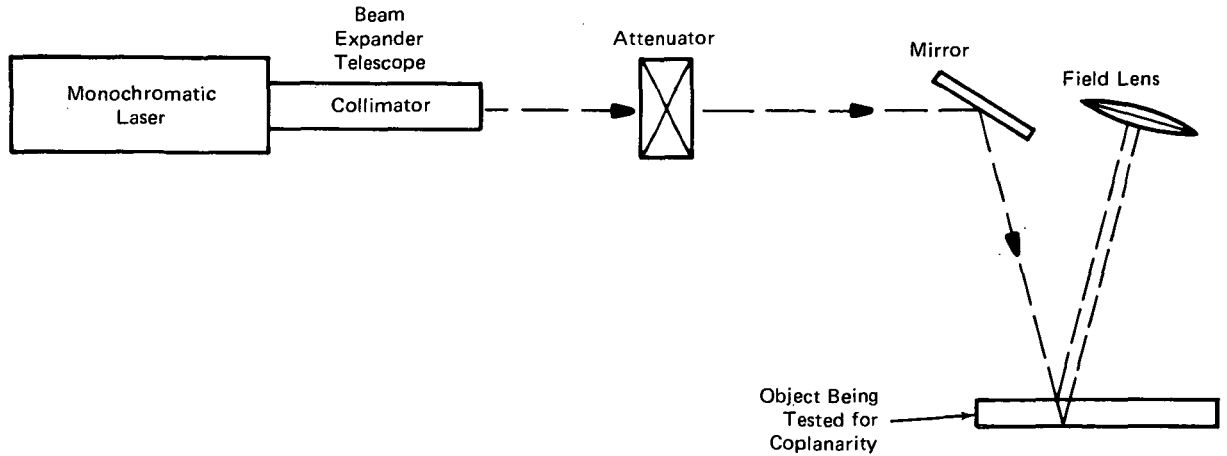 Monochromatic
Laser
Beam
Expander
Telescope
Collimator
Attenuator
Mirror
Field Lens
Object Being
Tested for
Coplanarity